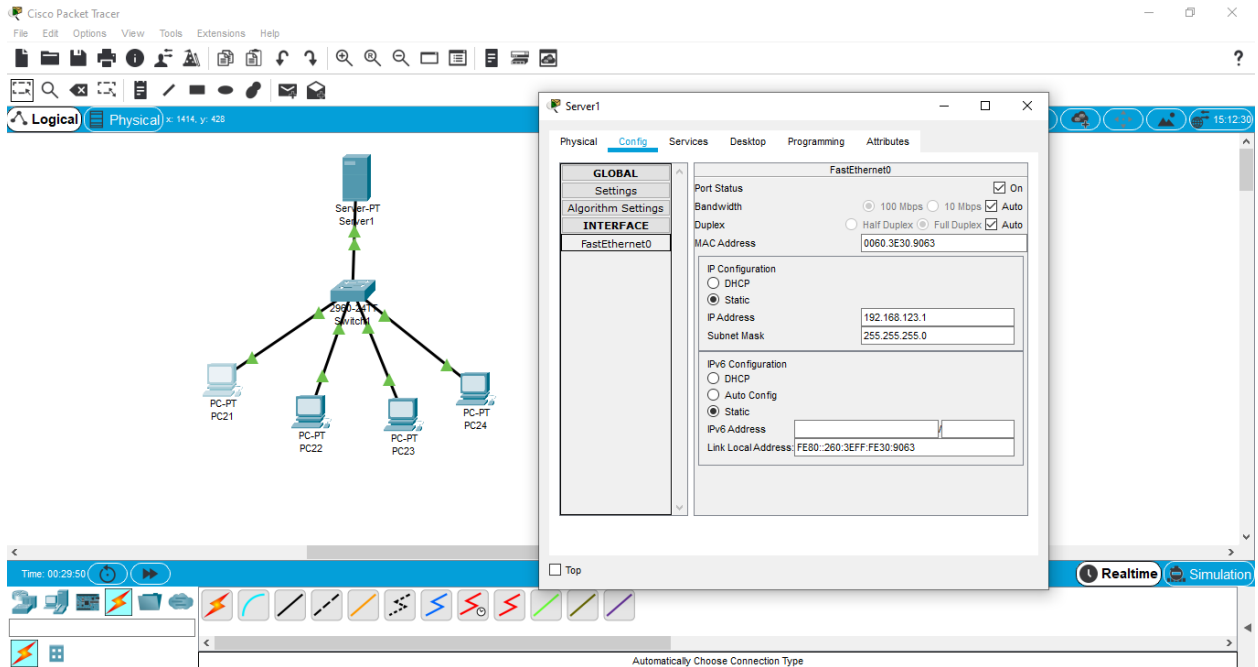 Cisco Packet Tracer
File Edit Options View Tools Extensions Help
?
Logical Physical x: 1414, y: 428 15:12:30
Server-PT
Server1
2960-24TT
Switch1
PC-PT
PC21
PC-PT
PC22
PC-PT
PC23
PC-PT
PC24
Server1
Physical Config Services Desktop Programming Attributes
GLOBAL
Settings
Algorithm Settings
INTERFACE
FastEthernet0
FastEthernet0
Port Status On
Bandwidth 100 Mbps 10 Mbps Auto
Duplex Half Duplex Full Duplex Auto
MAC Address 0060.3E30.9063
IP Configuration
DHCP
Static
IP Address 192.168.123.1
Subnet Mask 255.255.255.0
IPv6 Configuration
DHCP
Auto Config
Static
IPv6 Address /
Link Local Address: FE80::260:3EFF:FE30:9063
Top
Time: 00:29:50 Realtime Simulation
Automatically Choose Connection Type